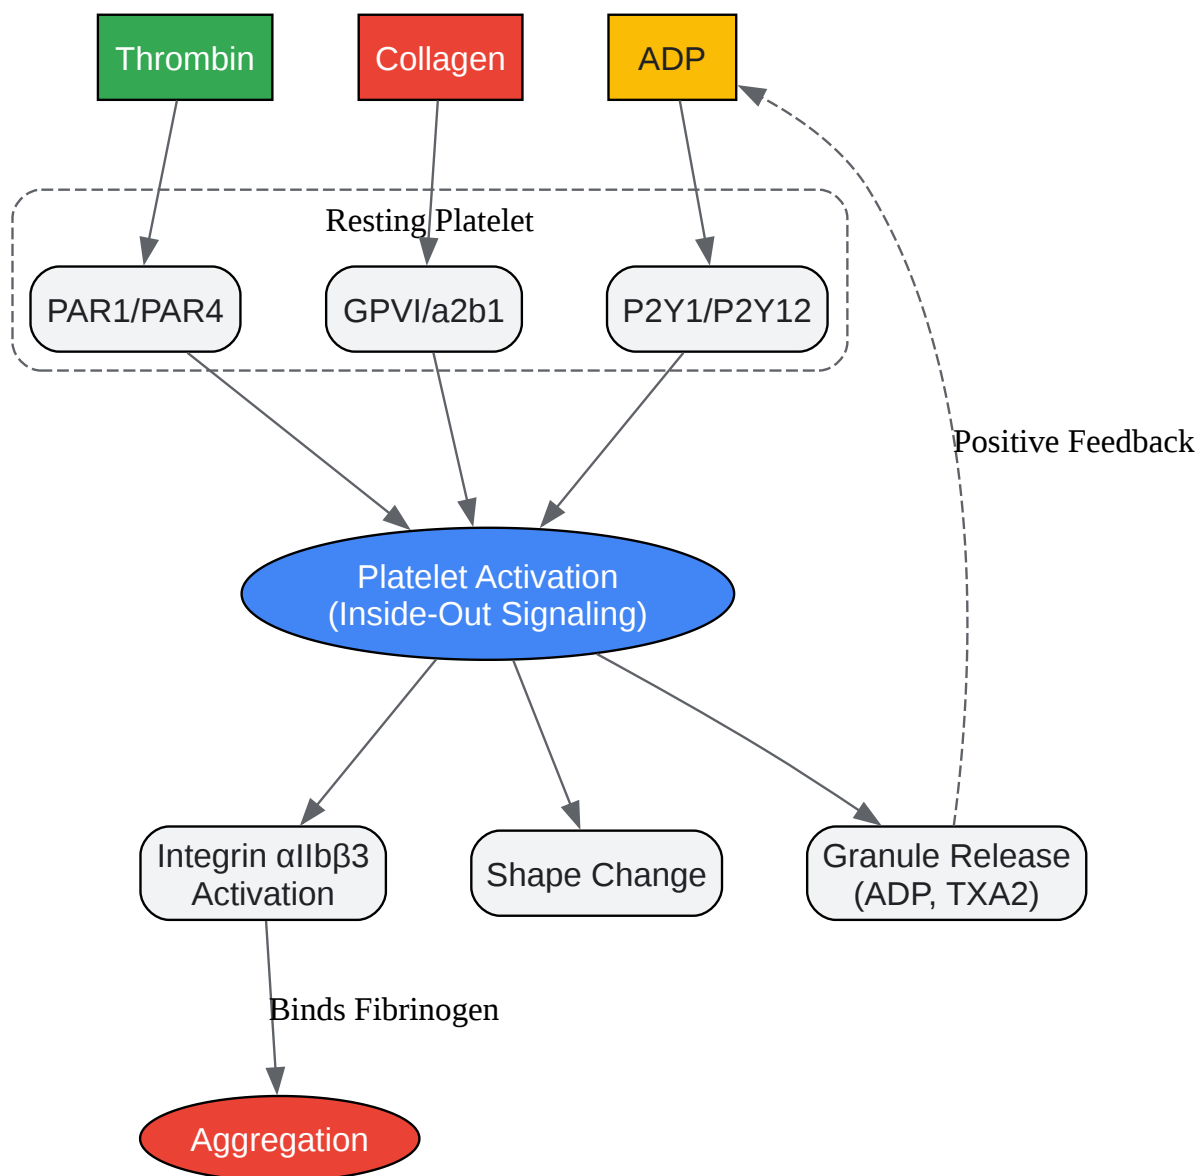 Thrombin
Collagen
ADP
Resting Platelet
PAR1/PAR4
GPVI/a2b1
P2Y1/P2Y12
Positive Feedback
Platelet Activation
(Inside-Out Signaling)
Integrin αIIbβ3
Activation
Shape Change
Granule Release
(ADP, TXA2)
Binds Fibrinogen
Aggregation